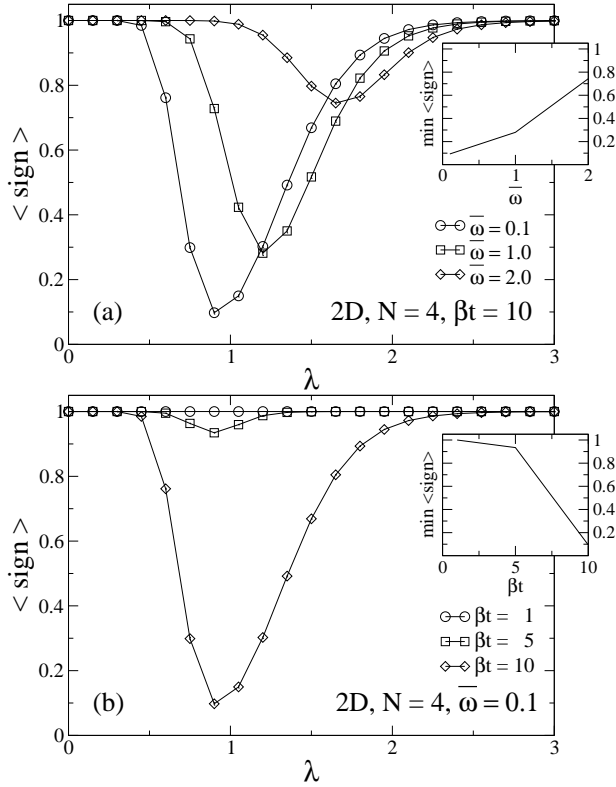 1
0.8
0.6
0.4
0.2
0
< sign >
0 1 2 3
λ
(a)
2D, N = 4, βt = 10
ω̅ = 0.1
ω̅ = 1.0
ω̅ = 2.0
min <sign>
1
0.8
0.6
0.4
0.2
0 1 2
ω̅
1
0.8
0.6
0.4
0.2
0
< sign >
0 1 2 3
λ
(b)
2D, N = 4, ω̅ = 0.1
βt = 1
βt = 5
βt = 10
min <sign>
1
0.8
0.6
0.4
0.2
0 5 10
βt